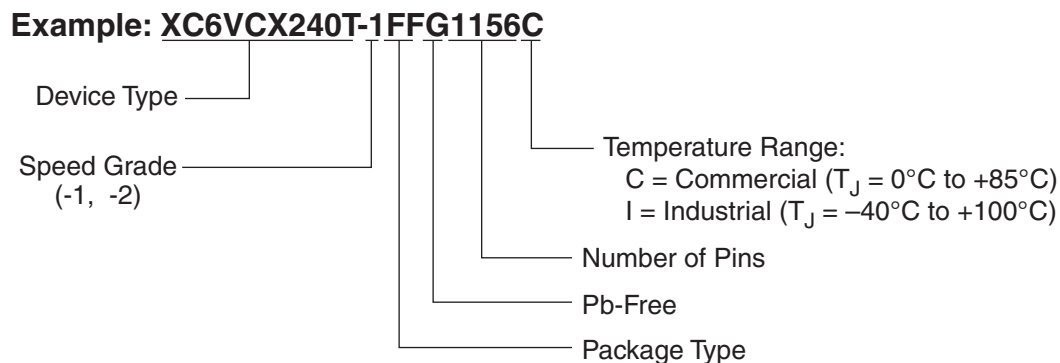 Example: XC6VCX240T-1FFG1156C
Device Type
Speed Grade
(-1, -2)
Temperature Range:
C = Commercial (TJ = 0°C to +85°C)
I = Industrial (TJ = –40°C to +100°C)
Number of Pins
Pb-Free
Package Type